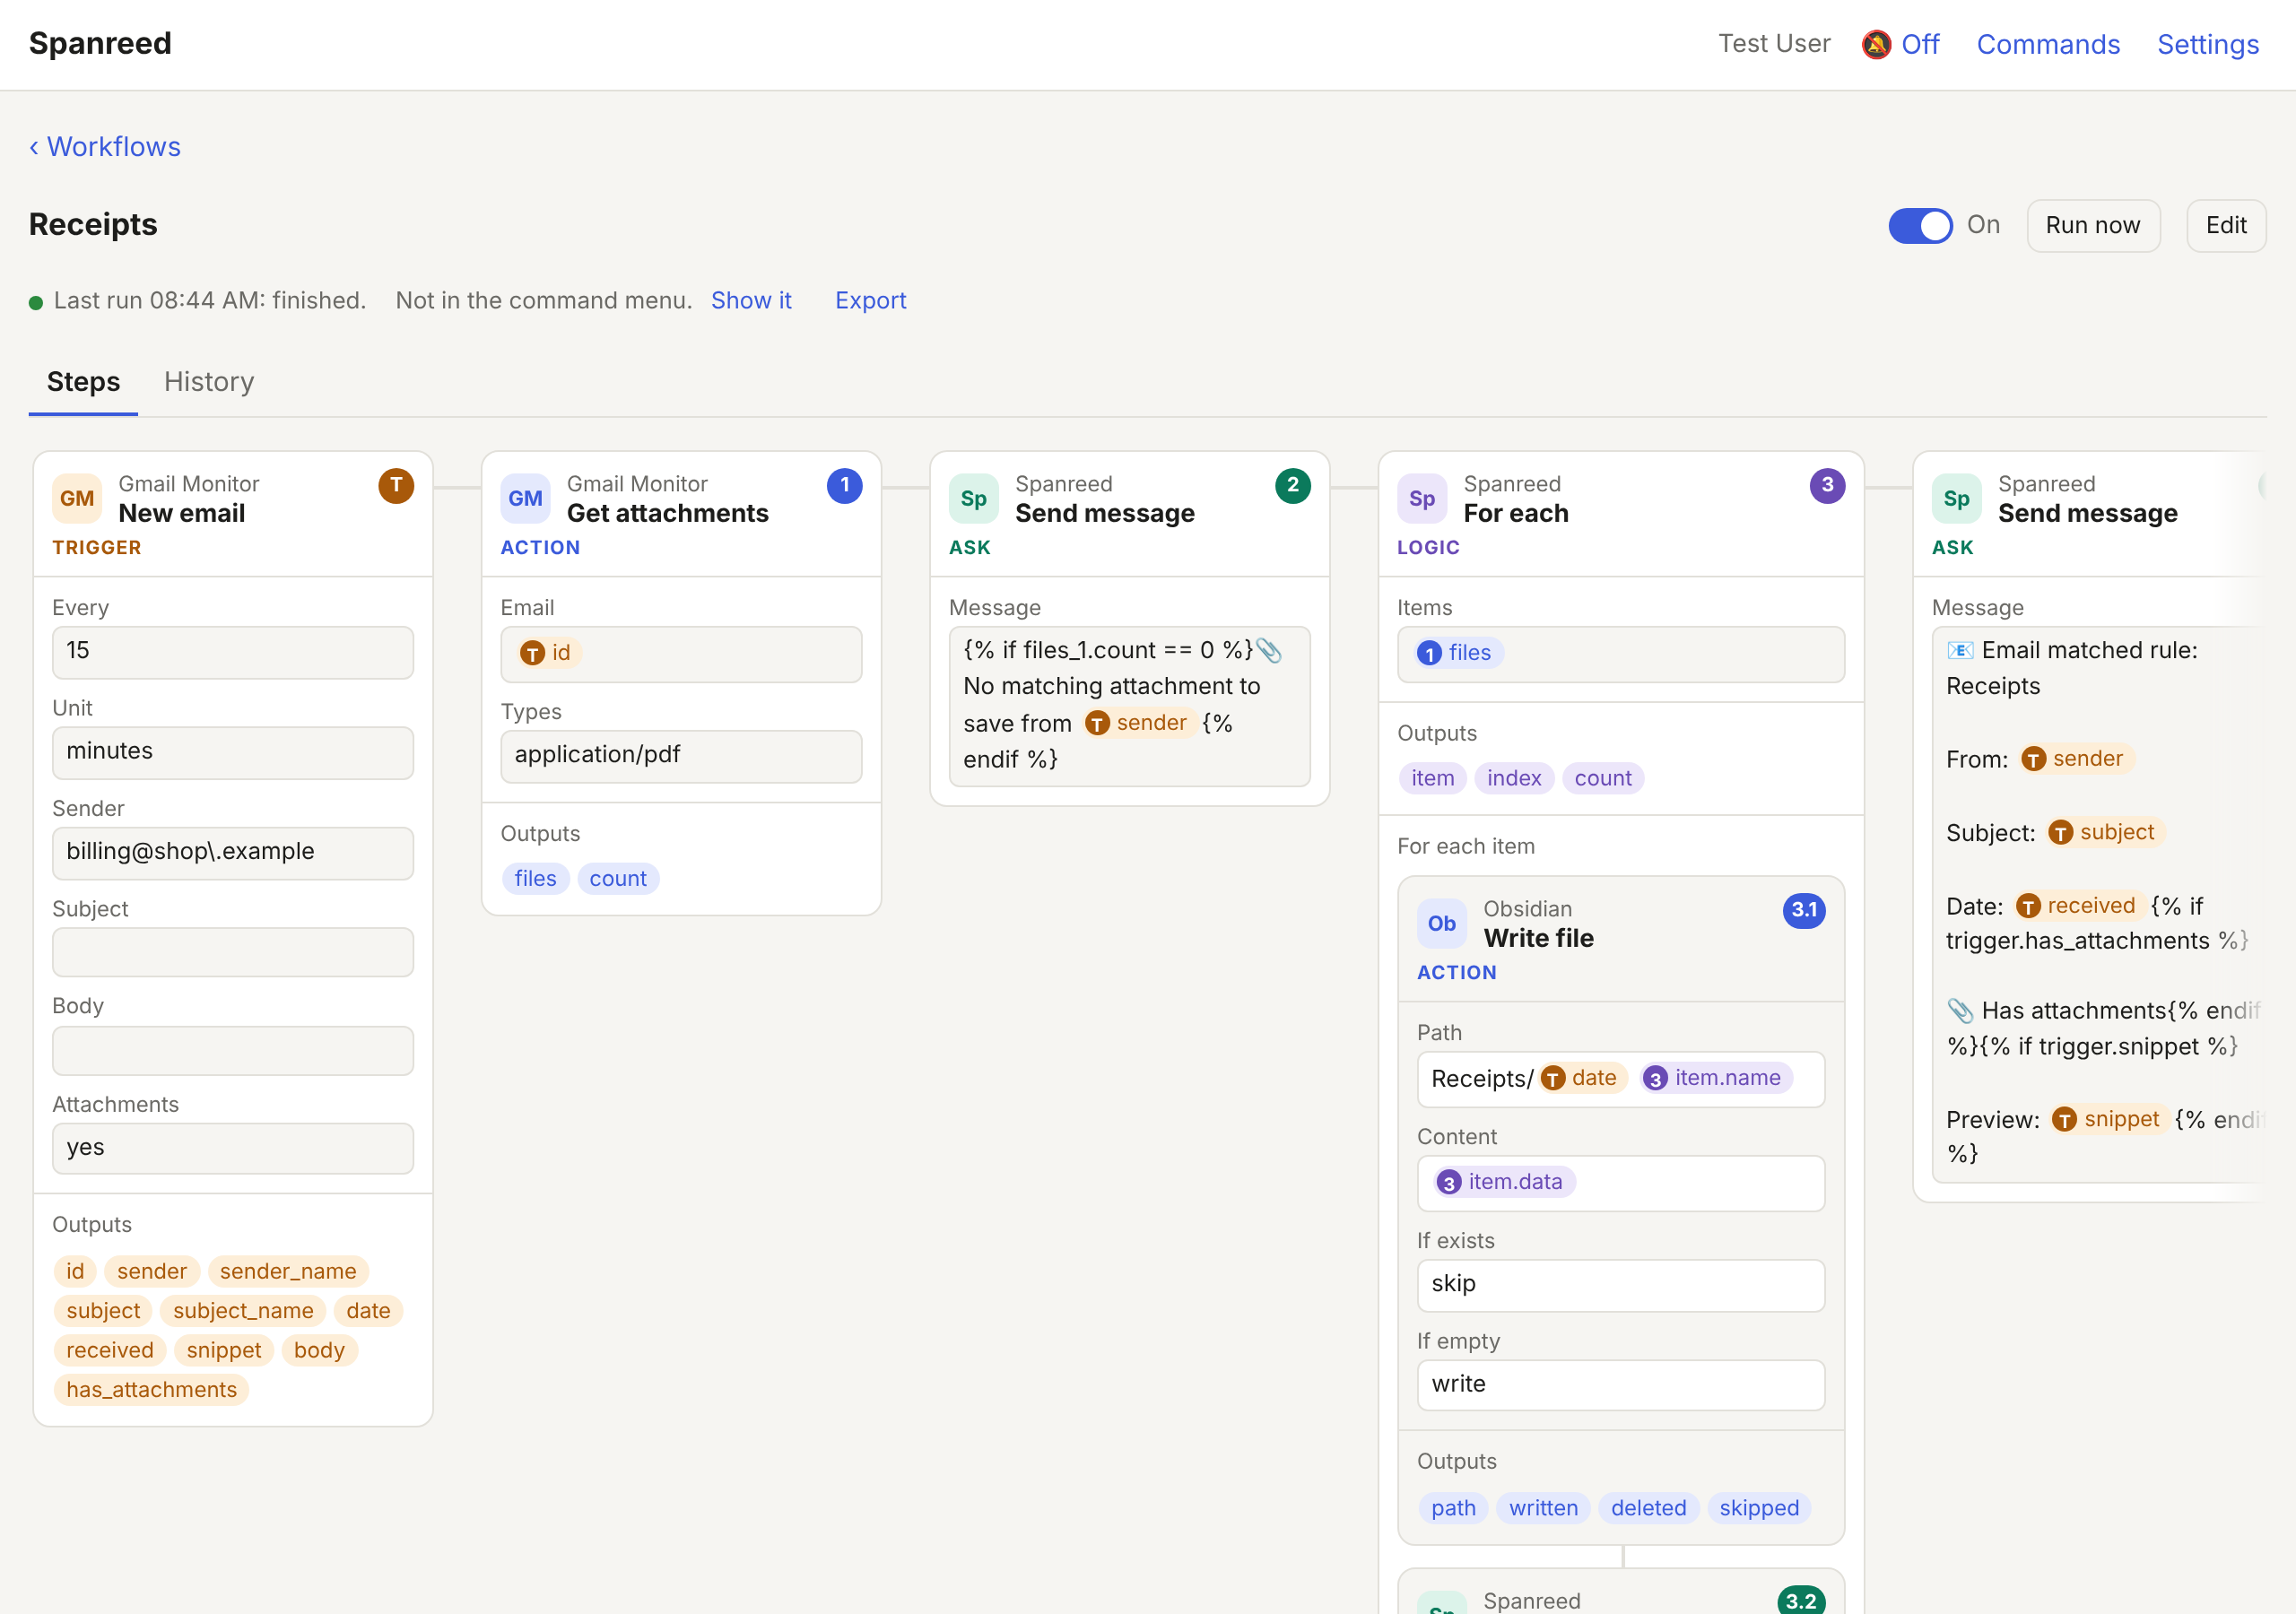 Spanreed
Test User
🔕 Off
Commands
Settings
‹ Workflows
Receipts
On
Run now
Edit
Last run 08:44 AM: finished.
Not in the command menu.
Show it
Export
Steps
History
GM
Gmail Monitor
New email
T
TRIGGER
Every
15
Unit
minutes
Sender
billing@shop\.example
Subject
Body
Attachments
yes
Outputs
id sender sender_name
subject subject_name date
received snippet body
has_attachments
GM
Gmail Monitor
Get attachments
1
ACTION
Email
T id
Types
application/pdf
Outputs
files count
Sp
Spanreed
Send message
2
ASK
Message
{% if files_1.count == 0 %}📎
No matching attachment to
save from T sender {%
endif %}
Sp
Spanreed
For each
3
LOGIC
Items
1 files
Outputs
item index count
For each item
Ob
Obsidian
Write file
3.1
ACTION
Path
Receipts/ T date 3 item.name
Content
3 item.data
If exists
skip
If empty
write
Outputs
path written deleted skipped
Spanreed
3.2
Sp
Spanreed
Send message
ASK
Message
📧 Email matched rule:
Receipts
From: T sender
Subject: T subject
Date: T received {% if
trigger.has_attachments %}
📎 Has attachments{% endif
%}{% if trigger.snippet %}
Preview: T snippet {% endif
%}